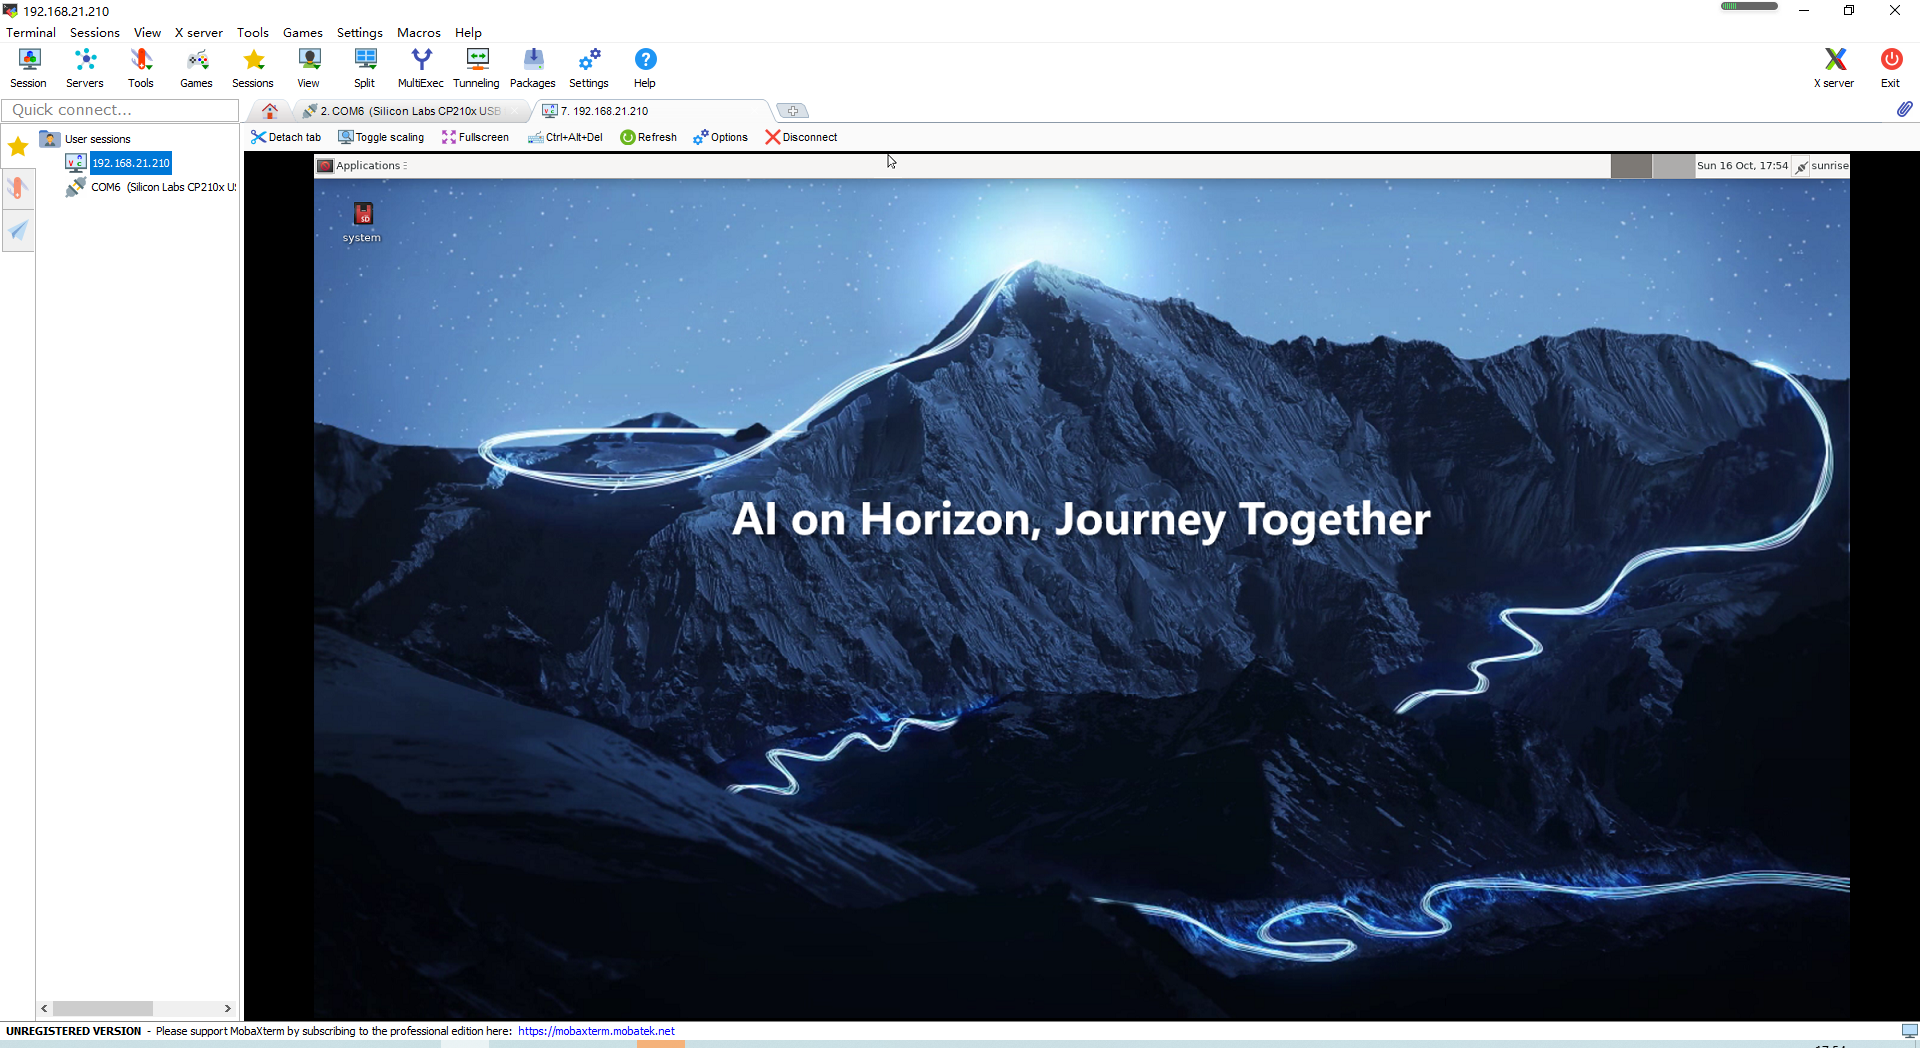 192.168.21.210
Terminal Sessions View X server Tools Games Settings Macros Help
Session Servers Tools Games Sessions View Split MultiExec Tunneling Packages Settings Help X server Exit
Quick connect...
2. COM6 (Silicon Labs CP210x USB
7. 192.168.21.210
Detach tab Toggle scaling Fullscreen Ctrl+Alt+Del Refresh Options Disconnect
User sessions
192.168.21.210
COM6 (Silicon Labs CP210x US
Applications
Sun 16 Oct, 17:54 sunrise
SD
system
AI on Horizon, Journey Together
UNREGISTERED VERSION - Please support MobaXterm by subscribing to the professional edition here: https://mobaxterm.mobatek.net